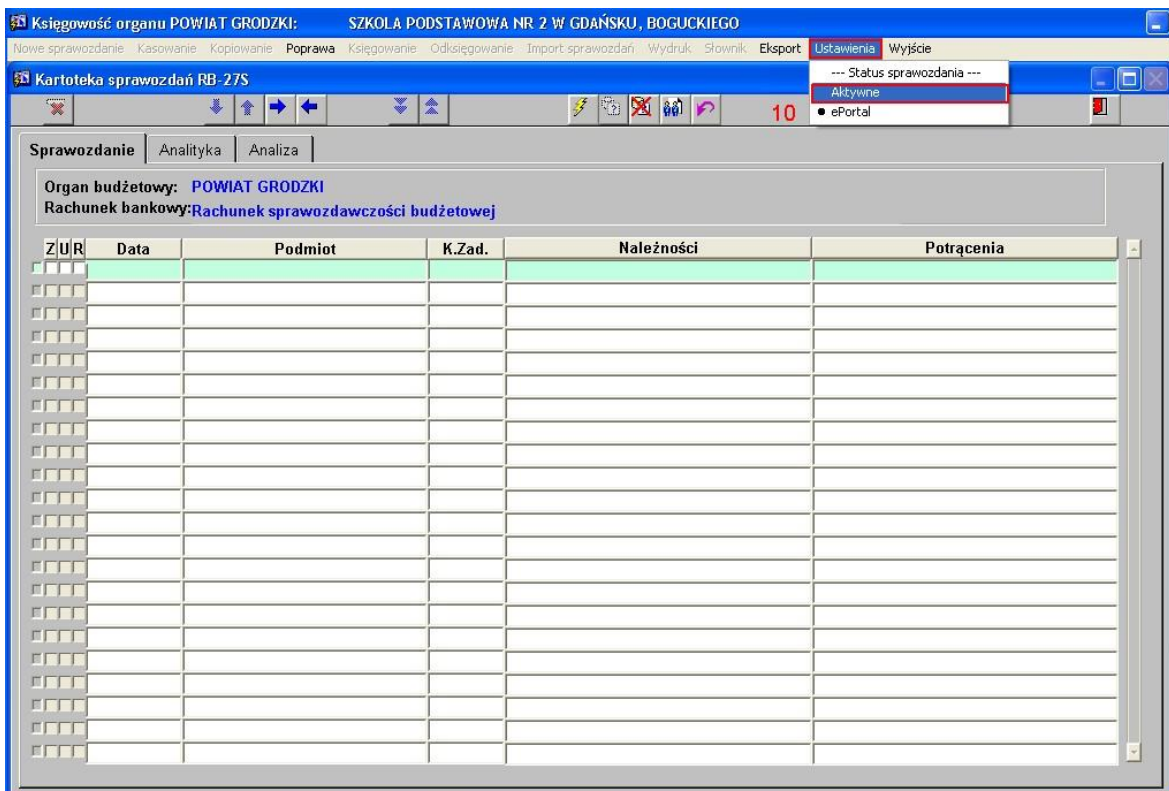 Księgowość organu POWIAT GRODZKI: SZKOLA PODSTAWOWA NR 2 W GDAŃSKU, BOGUCKIEGO
Nowe sprawozdanie Kasowanie Kopiowanie Poprawa Księgowanie Odksięgowanie Import sprawozdań Wydruk Słownik Eksport Ustawienia Wyjście
--- Status sprawozdania ---
Aktywne
ePortal
Kartoteka sprawozdań RB-27S
10
Sprawozdanie Analityka Analiza
Organ budżetowy: POWIAT GRODZKI
Rachunek bankowy: Rachunek sprawozdawczości budżetowej
Z U R Data Podmiot K.Zad. Należności Potrącenia